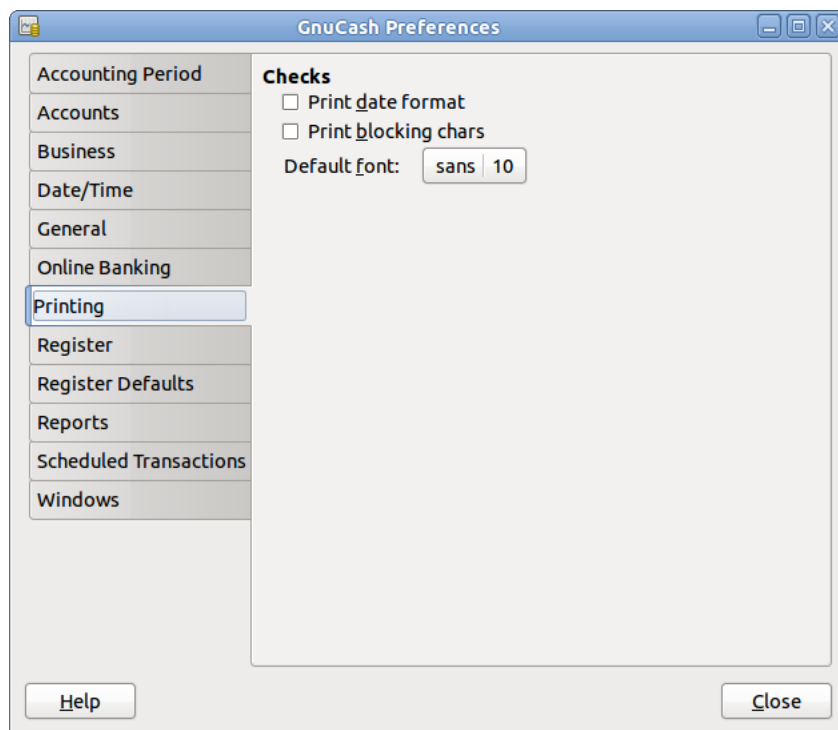 GnuCash Preferences
Accounting Period
Accounts
Business
Date/Time
General
Online Banking
Printing
Register
Register Defaults
Reports
Scheduled Transactions
Windows
Checks
Print date format
Print blocking chars
Default font: sans 10
Help
Close